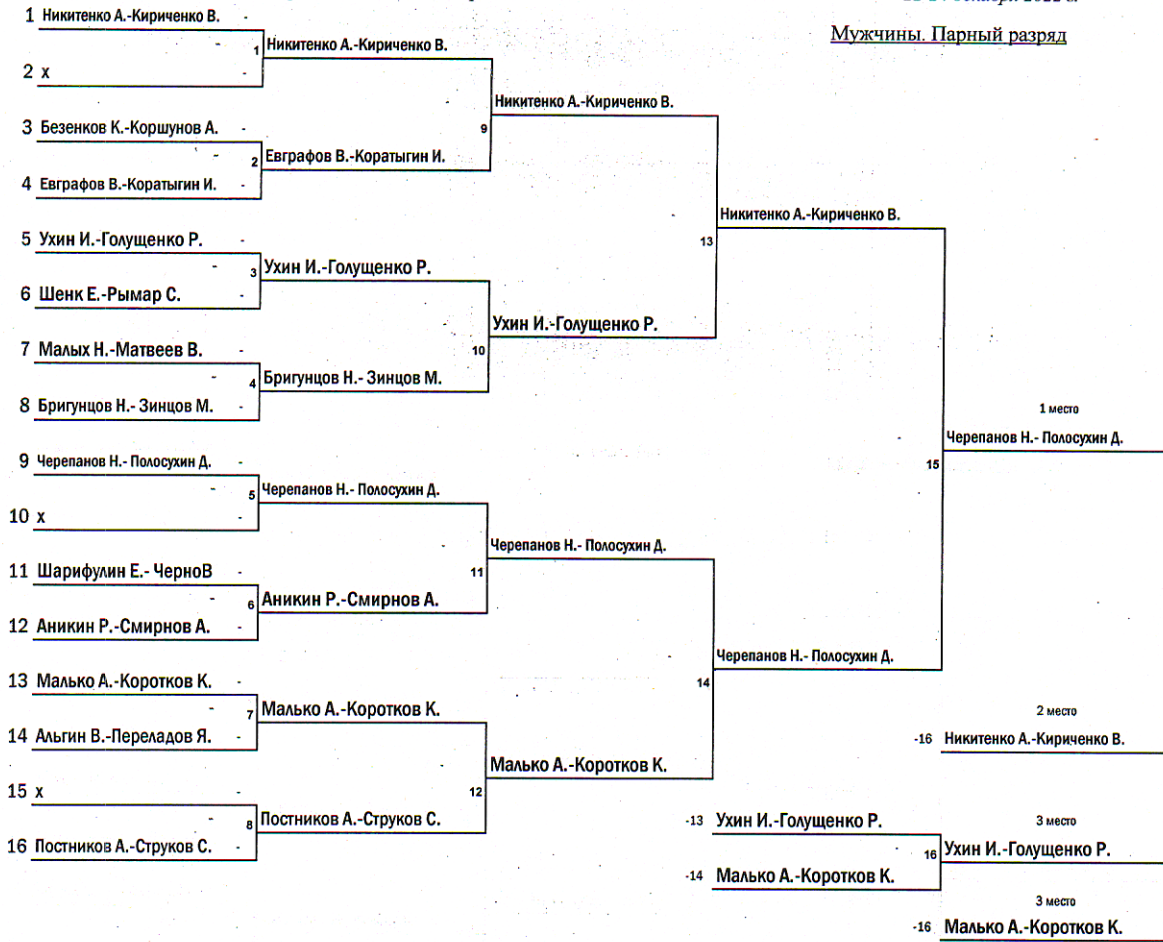 Мужчины. Парный разряд
1 Никитенко А.-Кириченко В. -
1 Никитенко А.-Кириченко В.
2 х -
Никитенко А.-Кириченко В.
9
3 Безенков К.-Коршунов А. -
- 2 Евграфов В.-Коратыгин И.
4 Евграфов В.-Коратыгин И. -
Никитенко А.-Кириченко В.
13
5 Ухин И.-Голущенко Р. -
- 3 Ухин И.-Голущенко Р.
6 Шенк Е.-Рымар С. -
Ухин И.-Голущенко Р.
10
7 Малых Н.-Матвеев В. -
- 4 Бригунцов Н.- Зинцов М.
8 Бригунцов Н.- Зинцов М. -
1 место
Черепанов Н.- Полосухин Д.
15
9 Черепанов Н.- Полосухин Д. -
- 5 Черепанов Н.- Полосухин Д.
10 х -
Черепанов Н.- Полосухин Д.
11
11 Шарифулин Е.- ЧерноВ -
- 6 Аникин Р.-Смирнов А.
12 Аникин Р.-Смирнов А. -
Черепанов Н.- Полосухин Д.
14
13 Малько А.-Коротков К. -
- 7 Малько А.-Коротков К.
14 Альгин В.-Переладов Я. -
2 место
-16 Никитенко А.-Кириченко В.
Малько А.-Коротков К.
12
15 х -
- 8 Постников А.-Струков С.
16 Постников А.-Струков С. -
-13 Ухин И.-Голущенко Р.
3 место
16 Ухин И.-Голущенко Р.
-14 Малько А.-Коротков К.
3 место
-16 Малько А.-Коротков К.